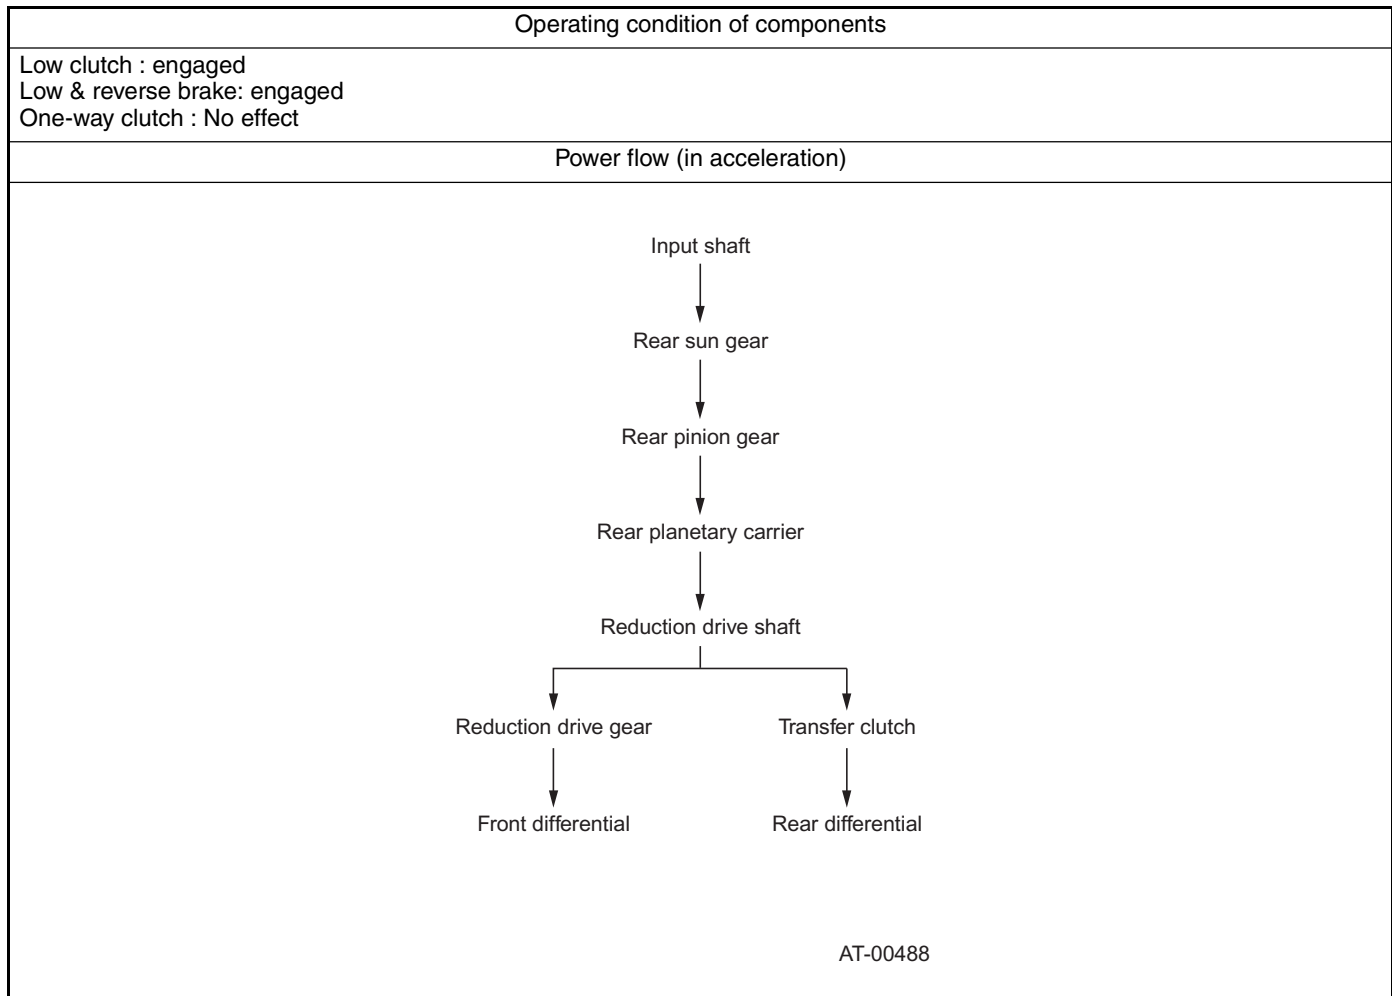 Operating condition of components
Low clutch : engaged
Low & reverse brake: engaged
One-way clutch : No effect
Power flow (in acceleration)
Input shaft
Rear sun gear
Rear pinion gear
Rear planetary carrier
Reduction drive shaft
Reduction drive gear
Transfer clutch
Front differential
Rear differential
AT-00488